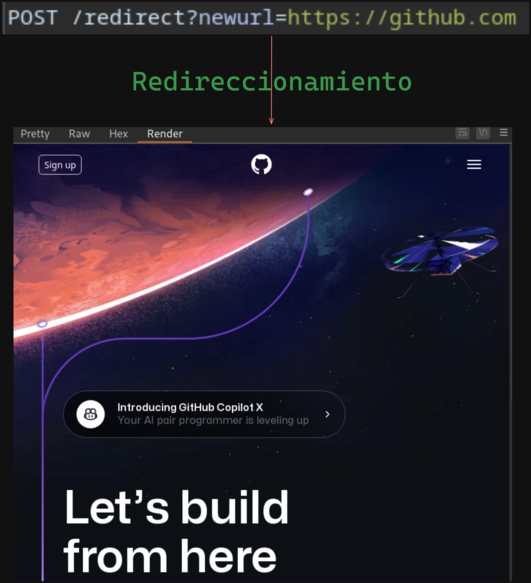 POST /redirect?newurl=https://github.com
Redireccionamiento
Pretty Raw Hex Render
Sign up
Introducing GitHub Copilot X
Your AI pair programmer is leveling up
Let's build
from here